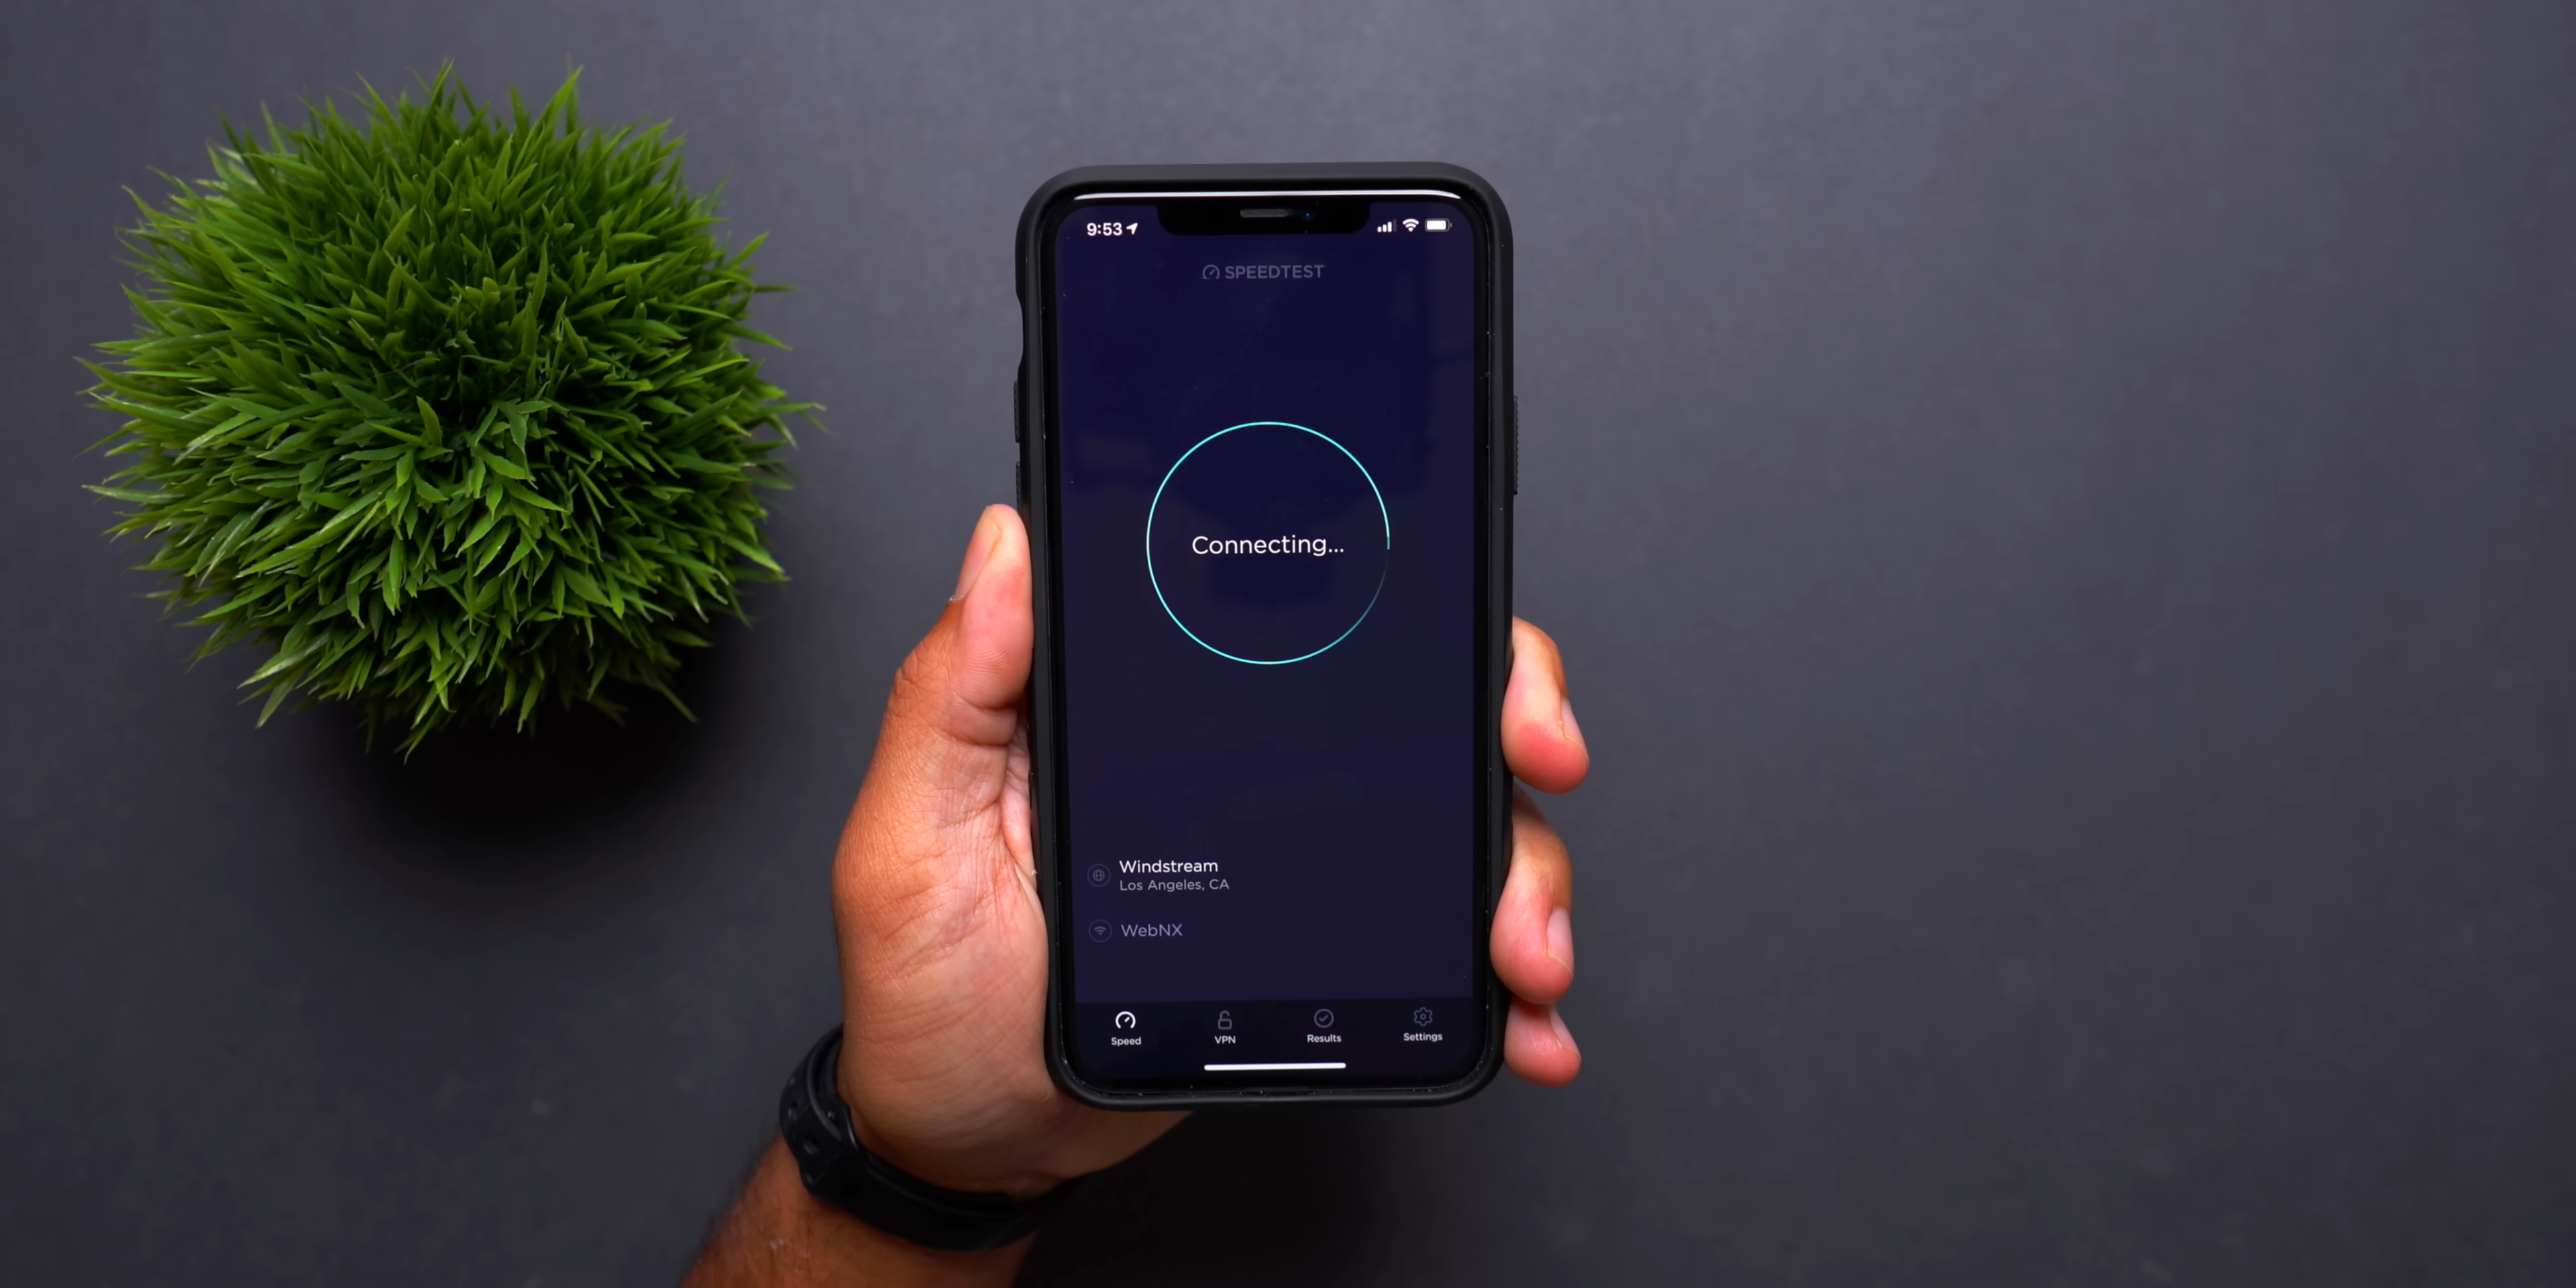 9:53
SPEEDTEST
Connecting...
Windstream
Los Angeles, CA
WebNX
Speed
VPN
Results
Settings